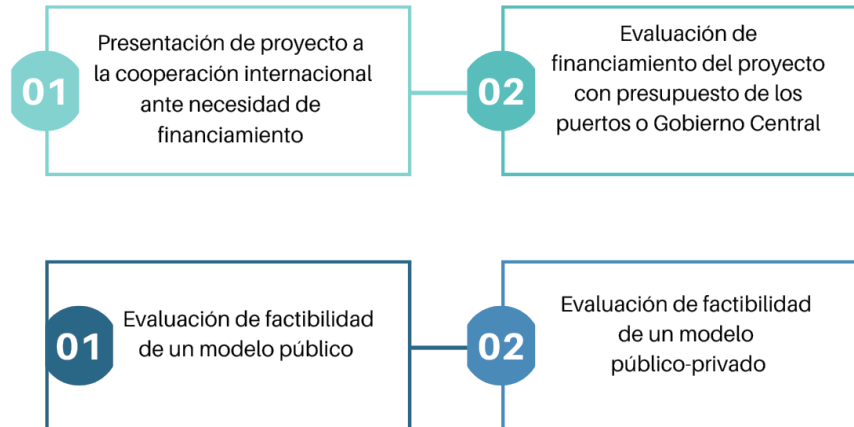 01
Presentación de proyecto a
la cooperación internacional
ante necesidad de
financiamiento
02
Evaluación de
financiamiento del proyecto
con presupuesto de los
puertos o Gobierno Central
01
Evaluación de factibilidad
de un modelo público
02
Evaluación de factibilidad
de un modelo
público-privado